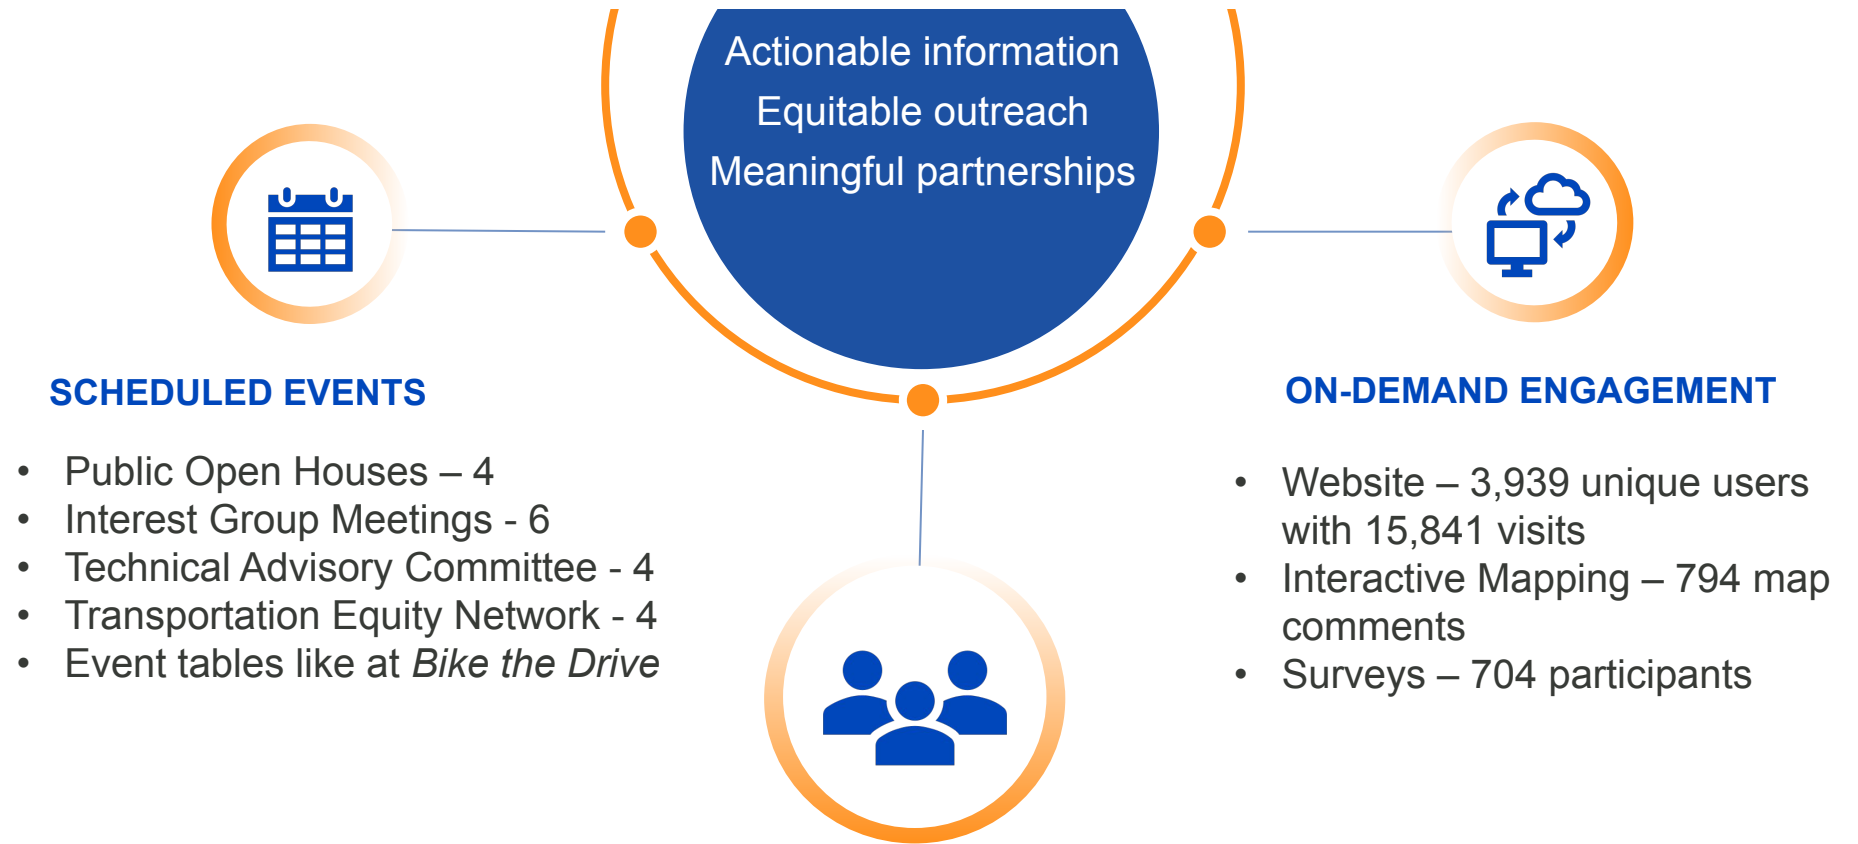 Actionable information
Equitable outreach
Meaningful partnerships
SCHEDULED EVENTS
• Public Open Houses – 4
• Interest Group Meetings - 6
• Technical Advisory Committee - 4
• Transportation Equity Network - 4
• Event tables like at Bike the Drive
ON-DEMAND ENGAGEMENT
• Website – 3,939 unique users
with 15,841 visits
• Interactive Mapping – 794 map
comments
• Surveys – 704 participants